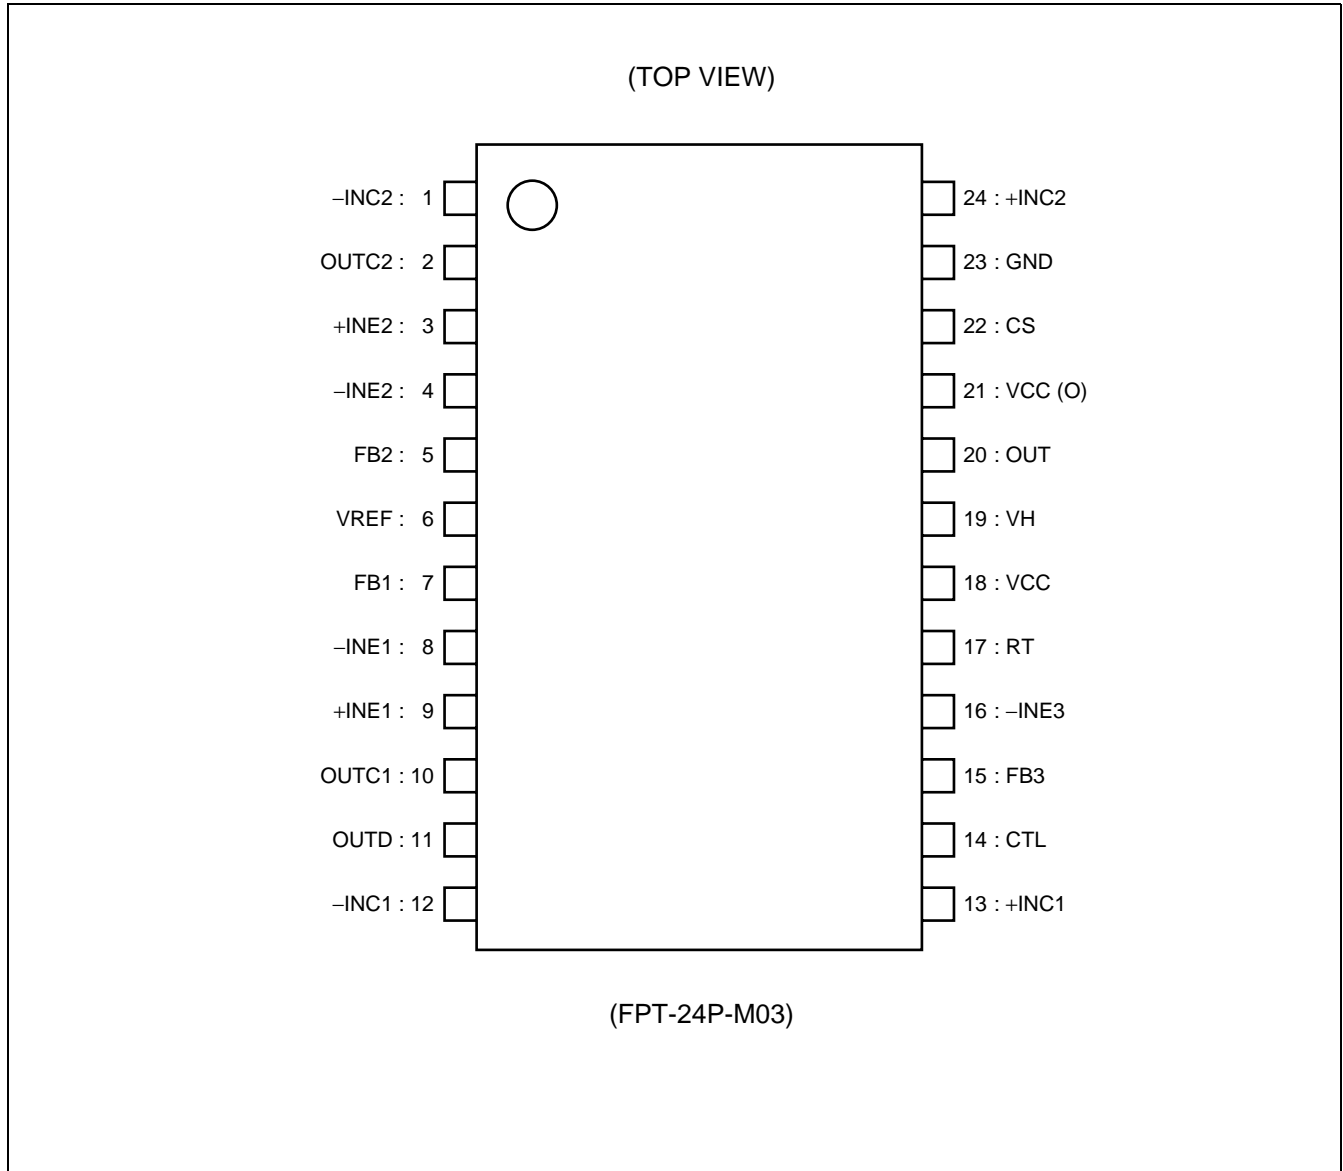 (TOP VIEW)
−INC2 : 1
24 : +INC2
OUTC2 : 2
23 : GND
+INE2 : 3
22 : CS
−INE2 : 4
21 : VCC (O)
FB2 : 5
20 : OUT
VREF : 6
19 : VH
FB1 : 7
18 : VCC
−INE1 : 8
17 : RT
+INE1 : 9
16 : −INE3
OUTC1 : 10
15 : FB3
OUTD : 11
14 : CTL
−INC1 : 12
13 : +INC1
(FPT-24P-M03)